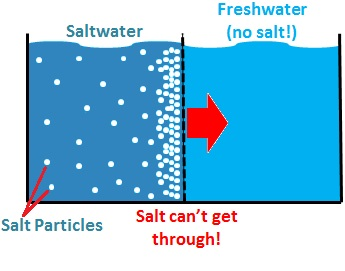 Saltwater
Freshwater
(no salt!)
Salt Particles
Salt can't get
through!